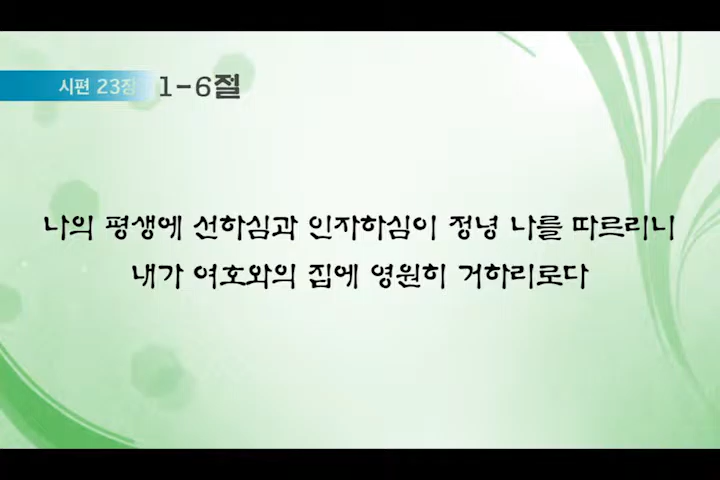 시편 23장 1-6절
나의 평생에 선하심과 인자하심이 정녕 나를 따르리니
내가 여호와의 집에 영원히 거하리로다